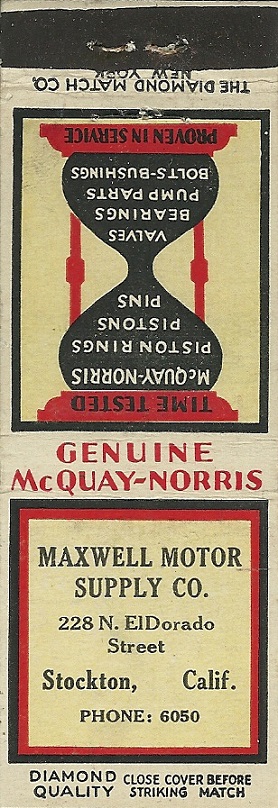 THE DIAMOND MATCH CO.
NEW YORK
TIME TESTED
McQUAY-NORRIS
PISTON RINGS
PISTONS
PINS
VALVES
BEARINGS
PUMP PARTS
BOLTS-BUSHINGS
PROVEN IN SERVICE
GENUINE
McQUAY-NORRIS
MAXWELL MOTOR
SUPPLY CO.
228 N. ElDorado
Street
Stockton, Calif.
PHONE: 6050
DIAMOND QUALITY
CLOSE COVER BEFORE
STRIKING MATCH